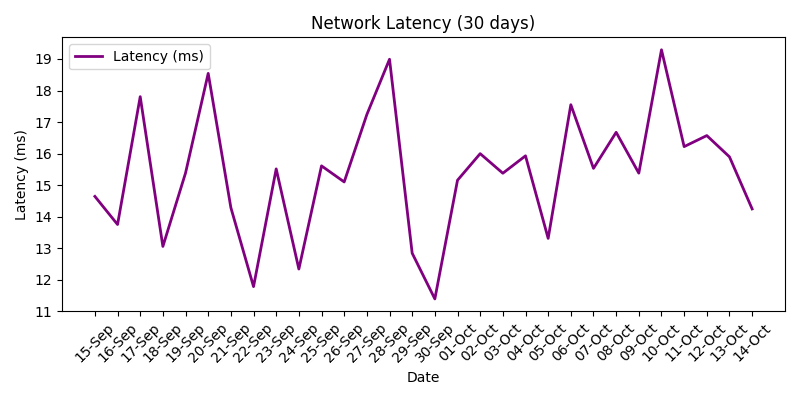 Network Latency (30 days)
Latency (ms)
Latency (ms)
19
18
17
16
15
14
13
12
11
15-Sep
16-Sep
17-Sep
18-Sep
19-Sep
20-Sep
21-Sep
22-Sep
23-Sep
24-Sep
25-Sep
26-Sep
27-Sep
28-Sep
29-Sep
30-Sep
01-Oct
02-Oct
03-Oct
04-Oct
05-Oct
06-Oct
07-Oct
08-Oct
09-Oct
10-Oct
11-Oct
12-Oct
13-Oct
14-Oct
Date